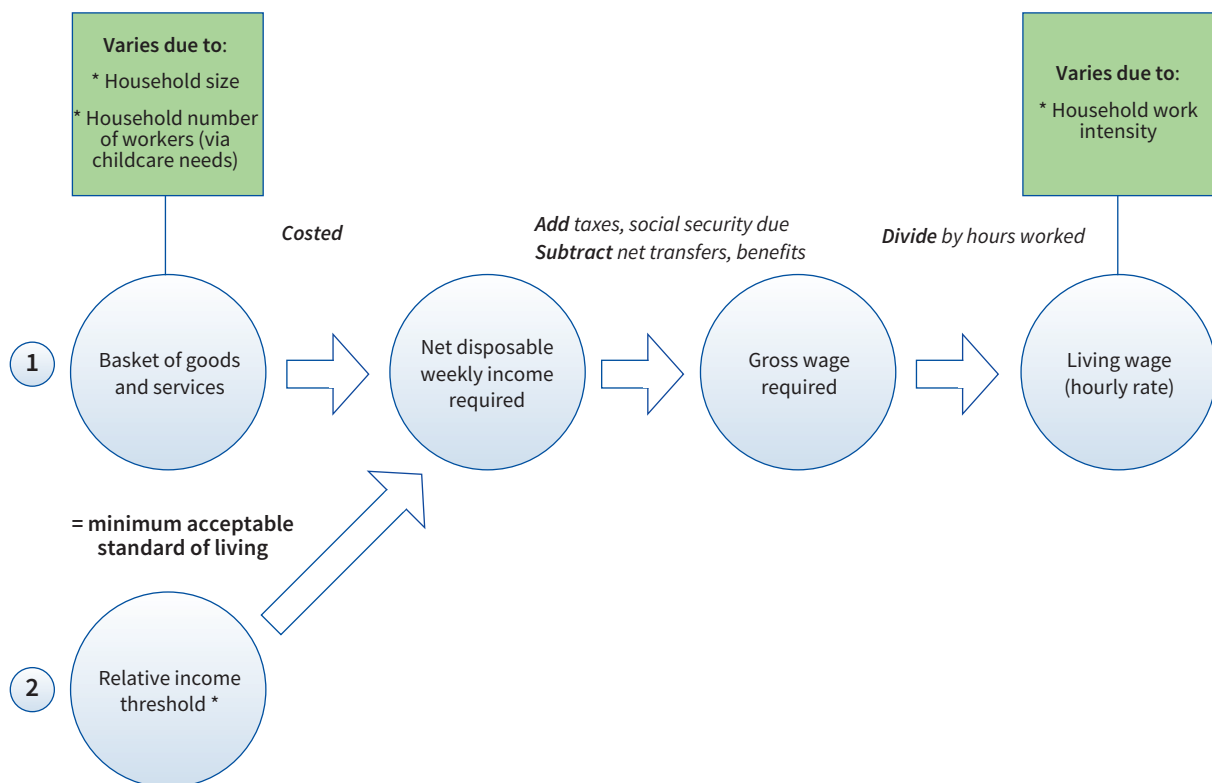 Varies due to:
* Household size
* Household number
of workers (via
childcare needs)
Varies due to:
* Household work
intensity
Costed
Add taxes, social security due
Subtract net transfers, benefits
Divide by hours worked
1
Basket of goods
and services
Net disposable
weekly income
required
Gross wage
required
Living wage
(hourly rate)
= minimum acceptable
standard of living
2
Relative income
threshold *